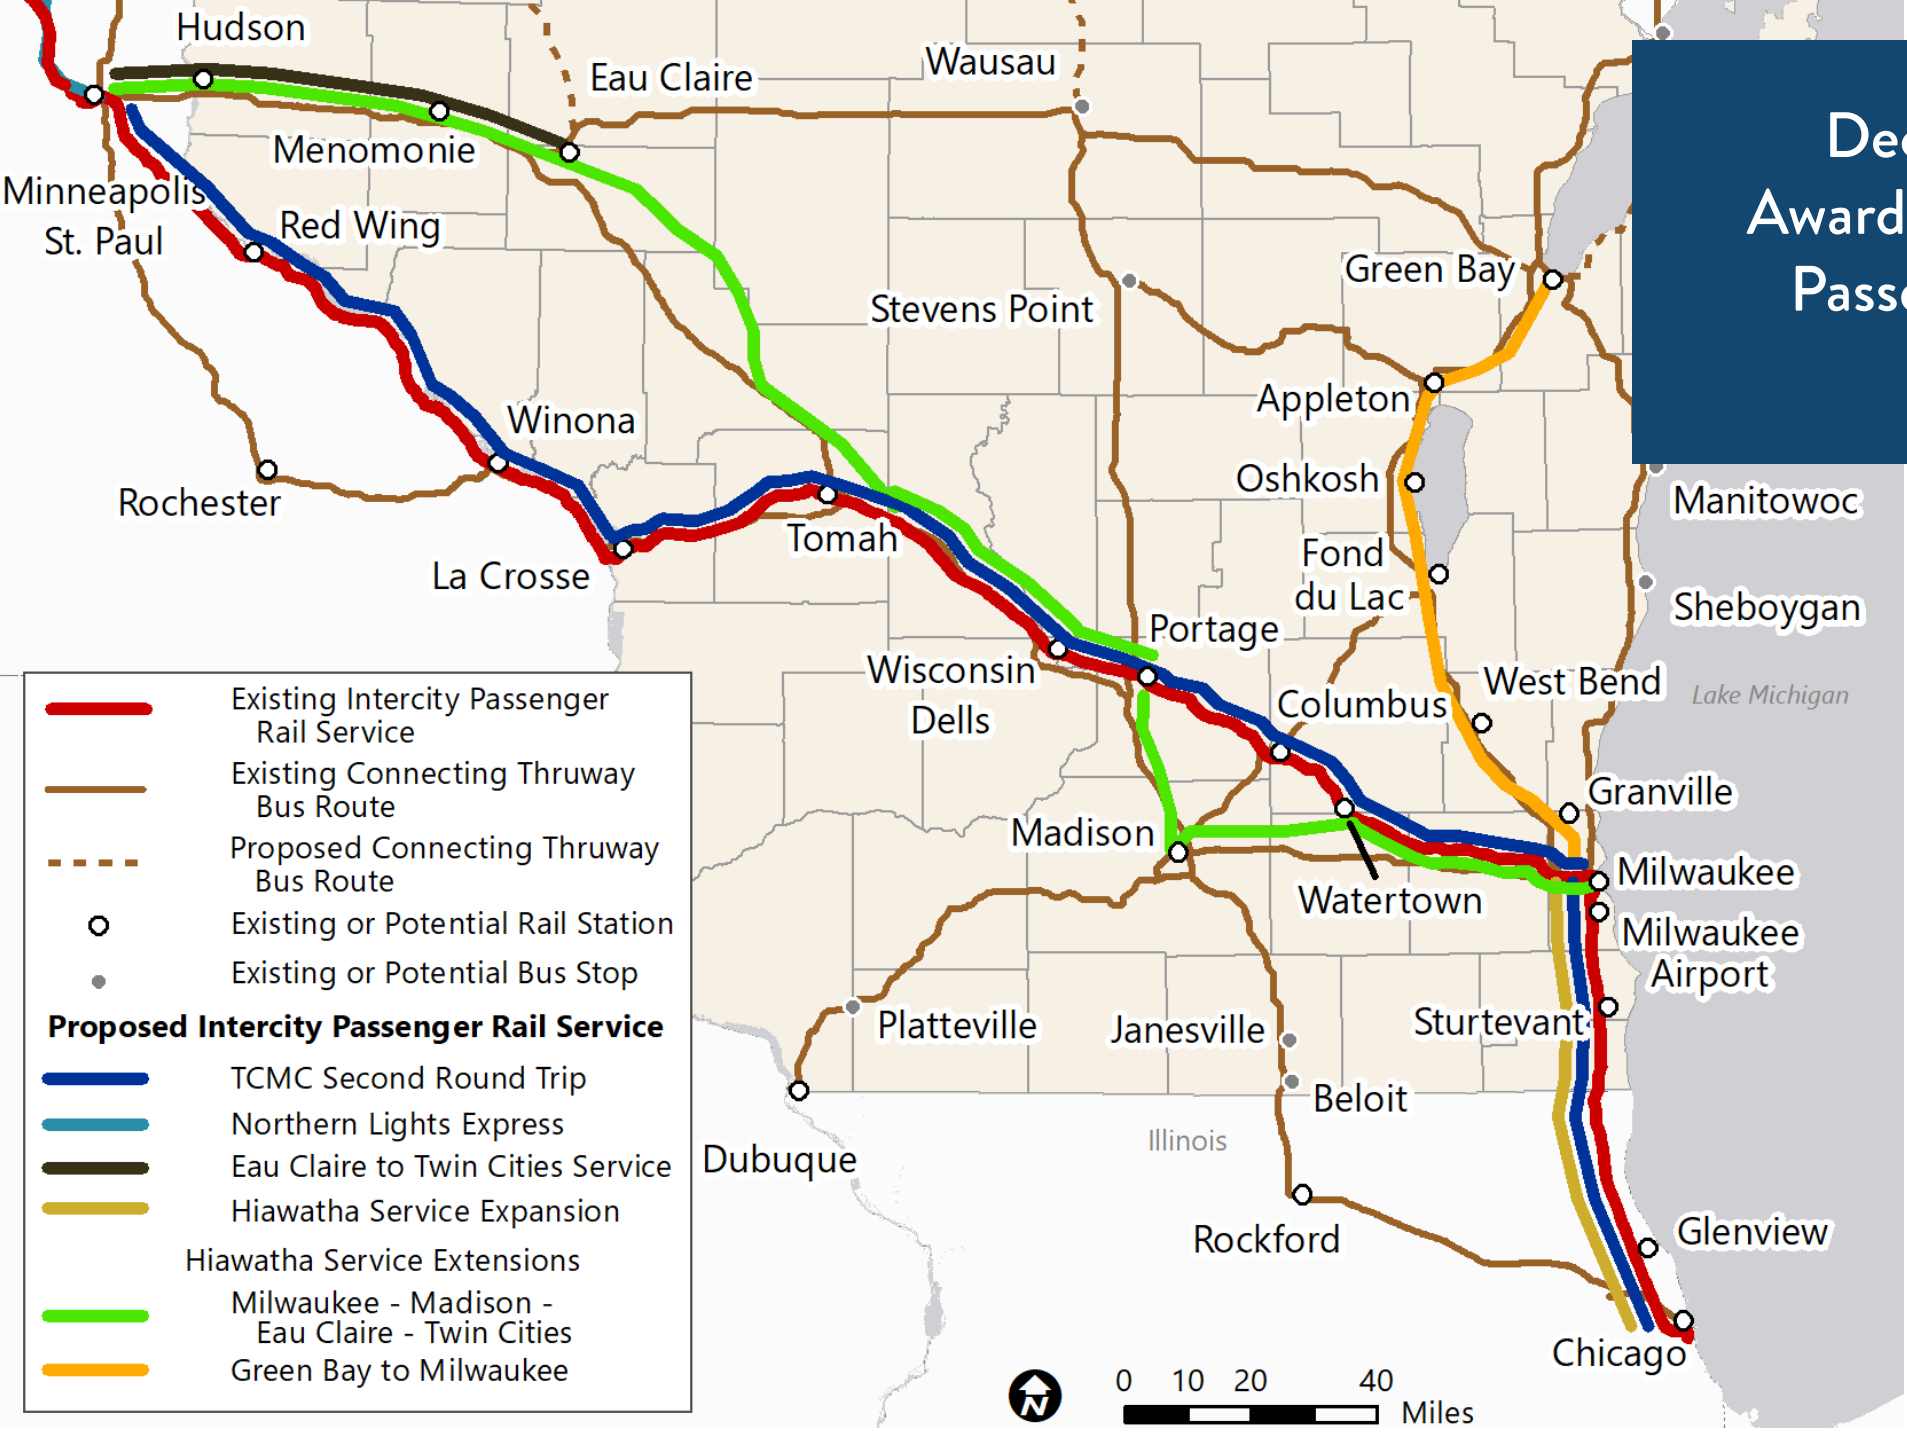 Hudson
Wausau
Eau Claire
Menomonie
Minneapolis
St. Paul
Red Wing
Green Bay
Stevens Point
Appleton
Winona
Oshkosh
Rochester
Manitowoc
Tomah
Fond
du Lac
La Crosse
Sheboygan
Portage
Wisconsin
Dells
West Bend
Lake Michigan
Columbus
Granville
Madison
Milwaukee
Watertown
Milwaukee
Airport
Sturtevant
Platteville
Janesville
Beloit
Illinois
Dubuque
Glenview
Rockford
Chicago
Existing Intercity Passenger
Rail Service
Existing Connecting Thruway
Bus Route
Proposed Connecting Thruway
Bus Route
Existing or Potential Rail Station
Existing or Potential Bus Stop
Proposed Intercity Passenger Rail Service
TCMC Second Round Trip
Northern Lights Express
Eau Claire to Twin Cities Service
Hiawatha Service Expansion
Hiawatha Service Extensions
Milwaukee - Madison -
Eau Claire - Twin Cities
Green Bay to Milwaukee
N
0 10 20 40
Miles
Award